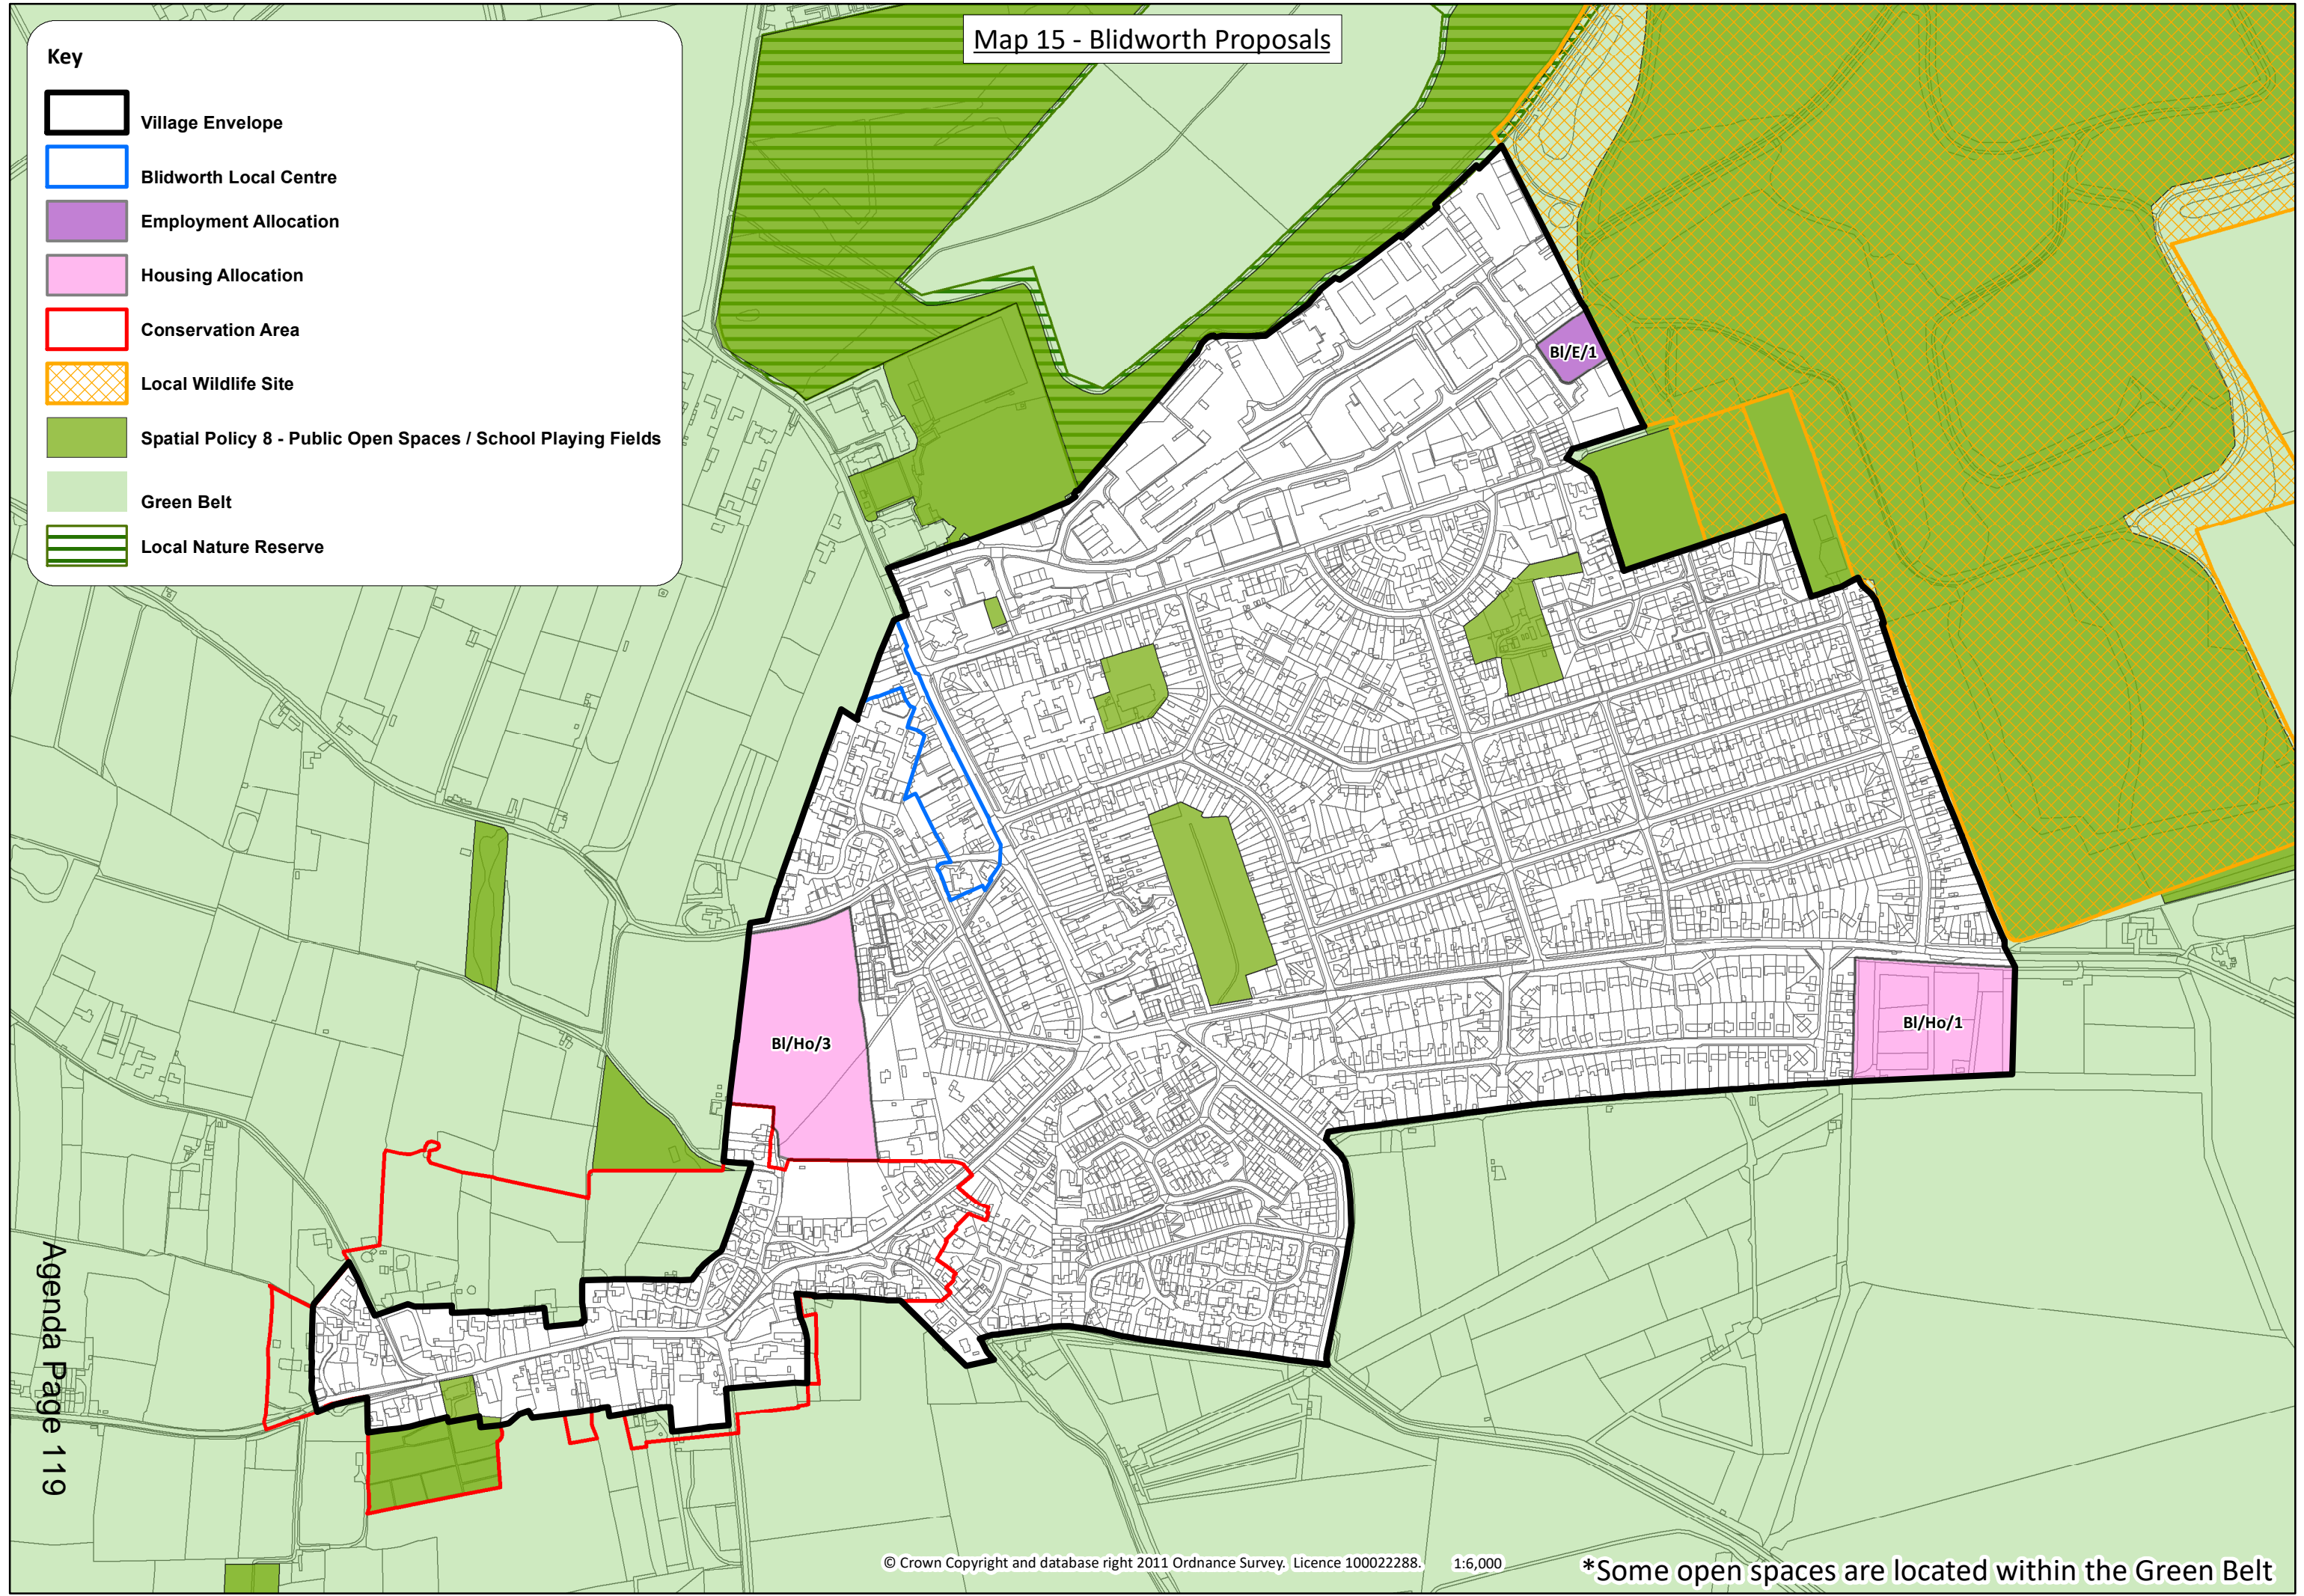 Map 15 - Blidworth Proposals
Key
Village Envelope
Blidworth Local Centre
Employment Allocation
Housing Allocation
Conservation Area
Local Wildlife Site
Spatial Policy 8 - Public Open Spaces / School Playing Fields
Green Belt
Local Nature Reserve
Bl/E/1
Bl/Ho/3
Bl/Ho/1
Agenda Page 119
© Crown Copyright and database right 2011 Ordnance Survey. Licence 100022288. 1:6,000
*Some open spaces are located within the Green Belt